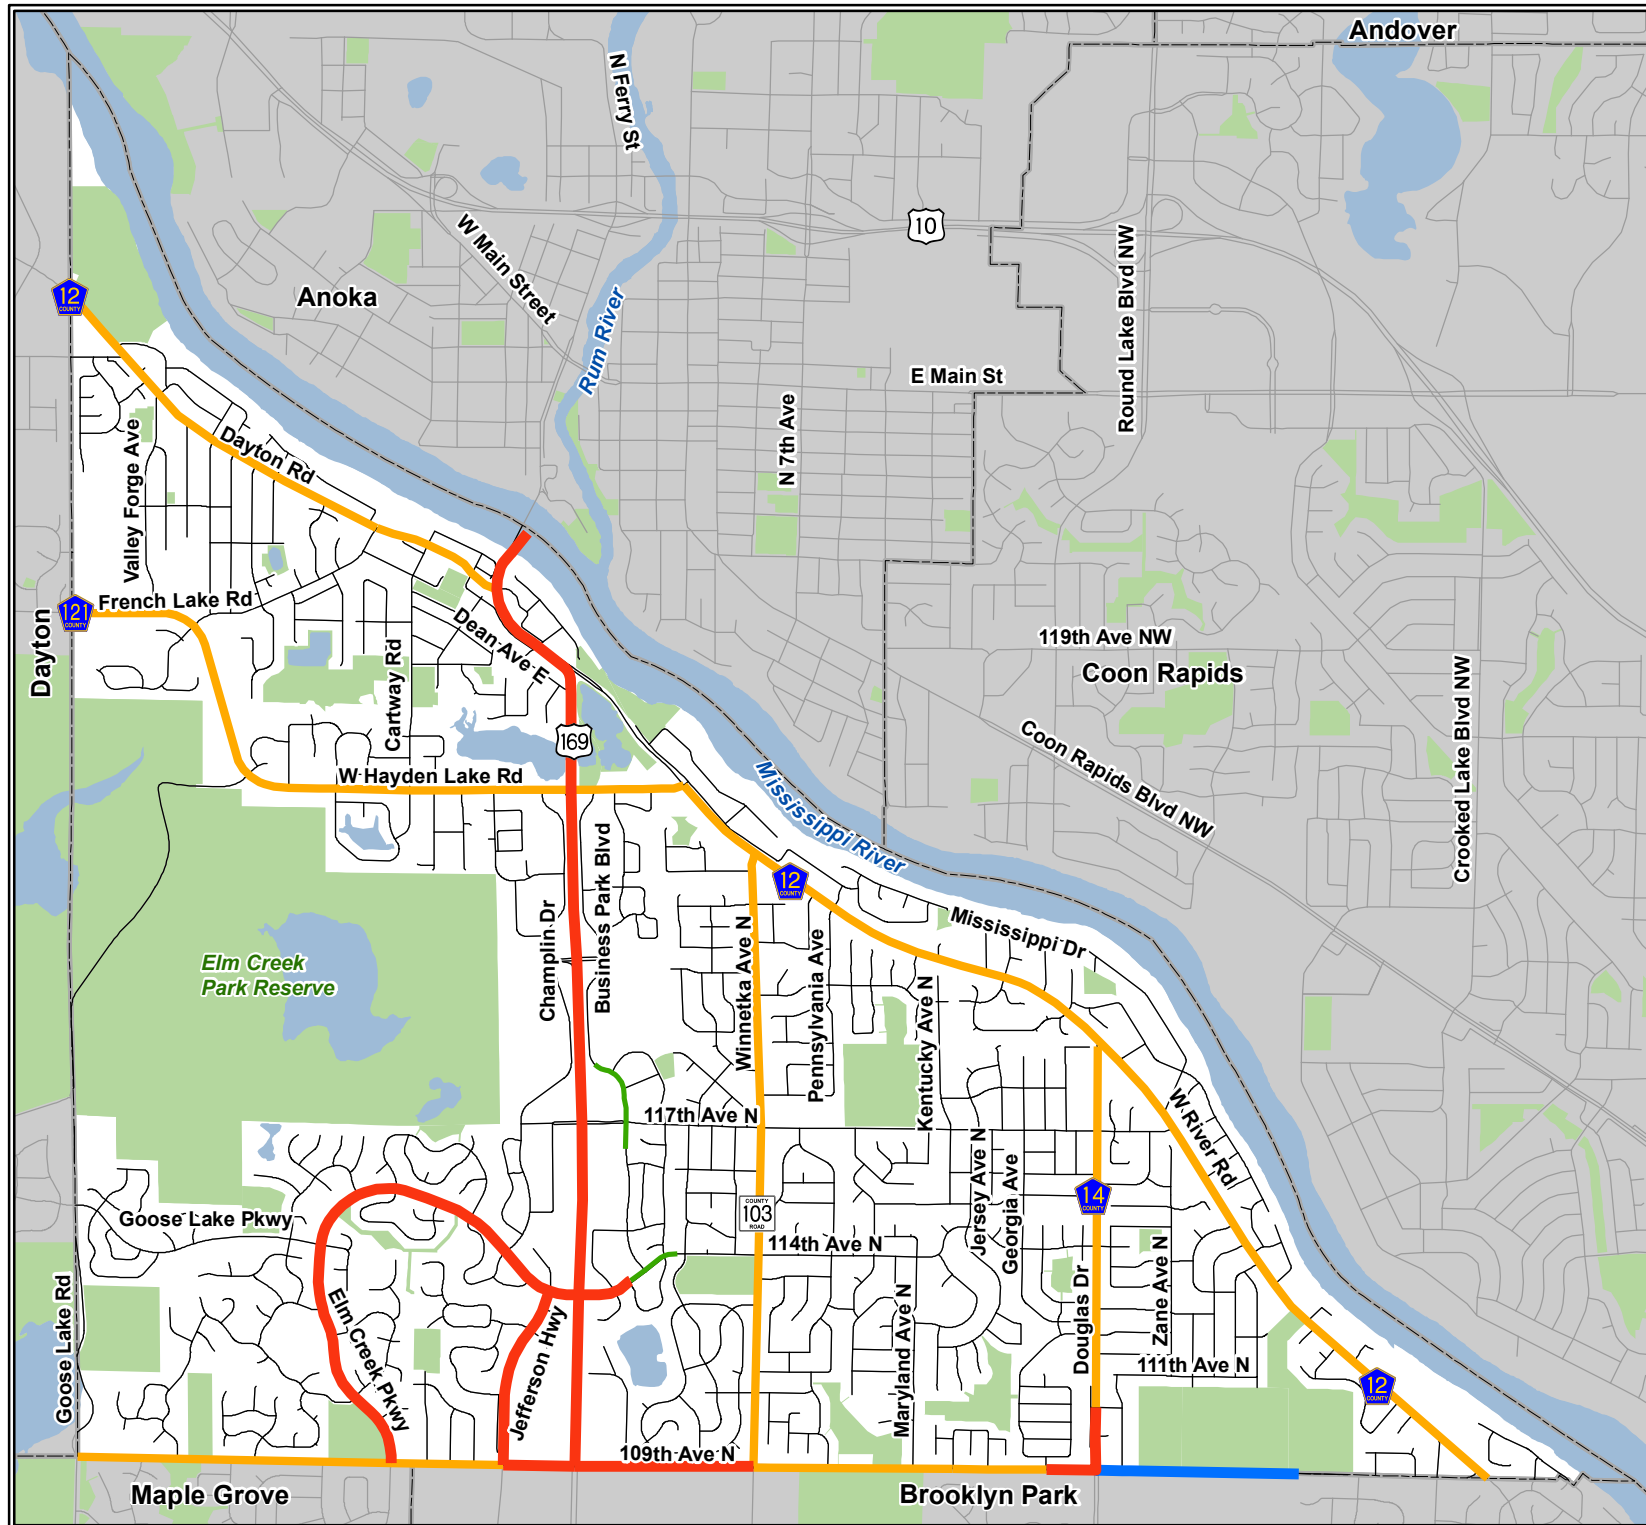 Andover
N Ferry St
10
W Main Street
Round Lake Blvd NW
12
COUNTY
Anoka
Rum River
E Main St
N 7th Ave
Valley Forge Ave
Dayton Rd
121
COUNTY
French Lake Rd
Dean Ave E
119th Ave NW
Dayton
Cartway Rd
Coon Rapids
Crooked Lake Blvd NW
169
Coon Rapids Blvd NW
W Hayden Lake Rd
Mississippi River
Business Park Blvd
12
COUNTY
Champlin Dr
Winnetka Ave N
Mississippi Dr
Pennsylvania Ave
Elm Creek
Park Reserve
Kentucky Ave N
117th Ave N
W River Rd
Jersey Ave N
Georgia Ave
14
COUNTY
COUNTY
103
ROAD
Goose Lake Pkwy
114th Ave N
Zane Ave N
Douglas Dr
Goose Lake Rd
Elm Creek Pkwy
Jefferson Hwy
Maryland Ave N
111th Ave N
12
COUNTY
109th Ave N
Maple Grove
Brooklyn Park